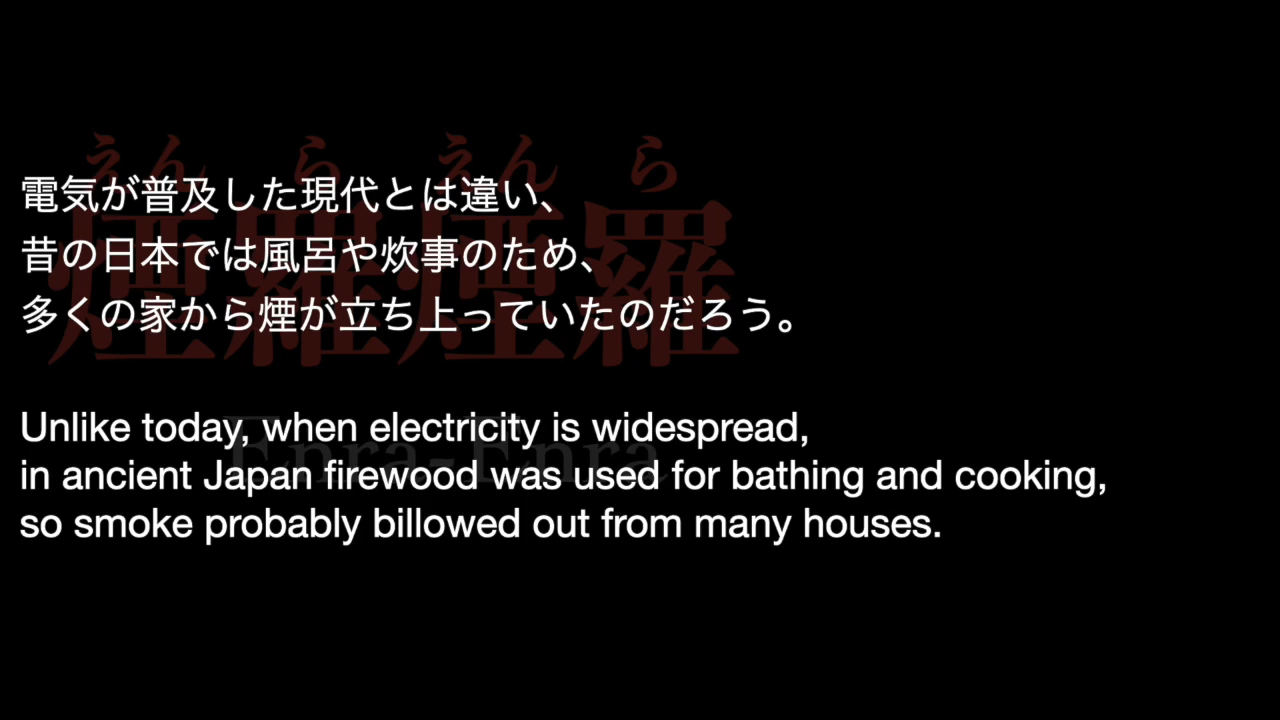 えん ら えん ら
煙羅煙羅
Enra-Enra
電気が普及した現代とは違い、
昔の日本では風呂や炊事のため、
多くの家から煙が立ち上っていたのだろう。
Unlike today, when electricity is widespread,
in ancient Japan firewood was used for bathing and cooking,
so smoke probably billowed out from many houses.